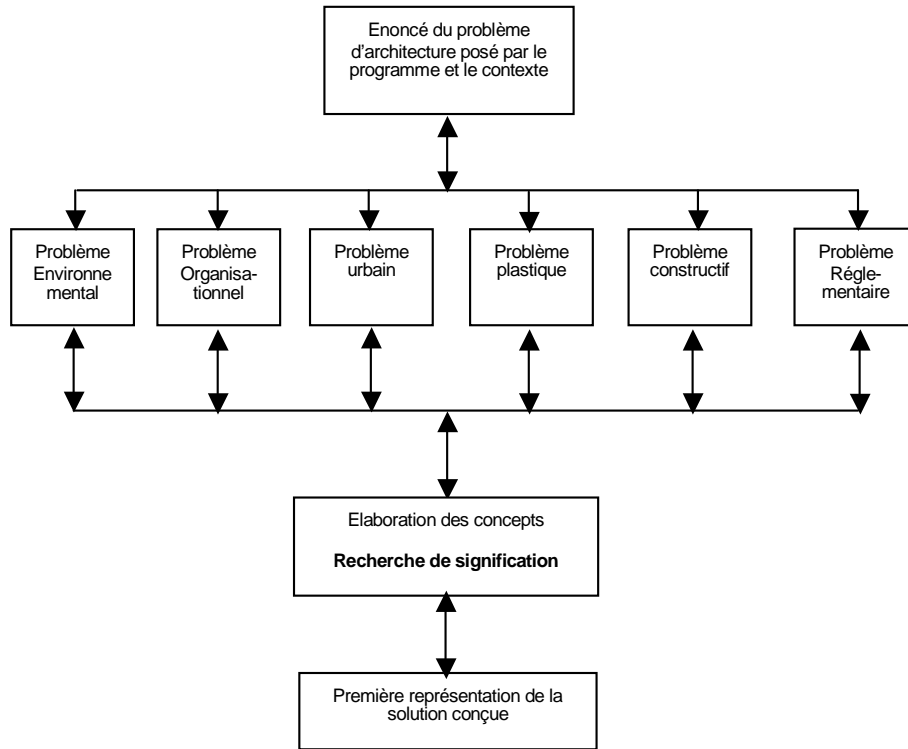 Enoncé du problème
d'architecture posé par le
programme et le contexte
Problème
Environne
mental
Problème
Organisa-
tionnel
Problème
urbain
Problème
plastique
Problème
constructif
Problème
Régle-
mentaire
Elaboration des concepts
Recherche de signification
Première représentation de la
solution conçue